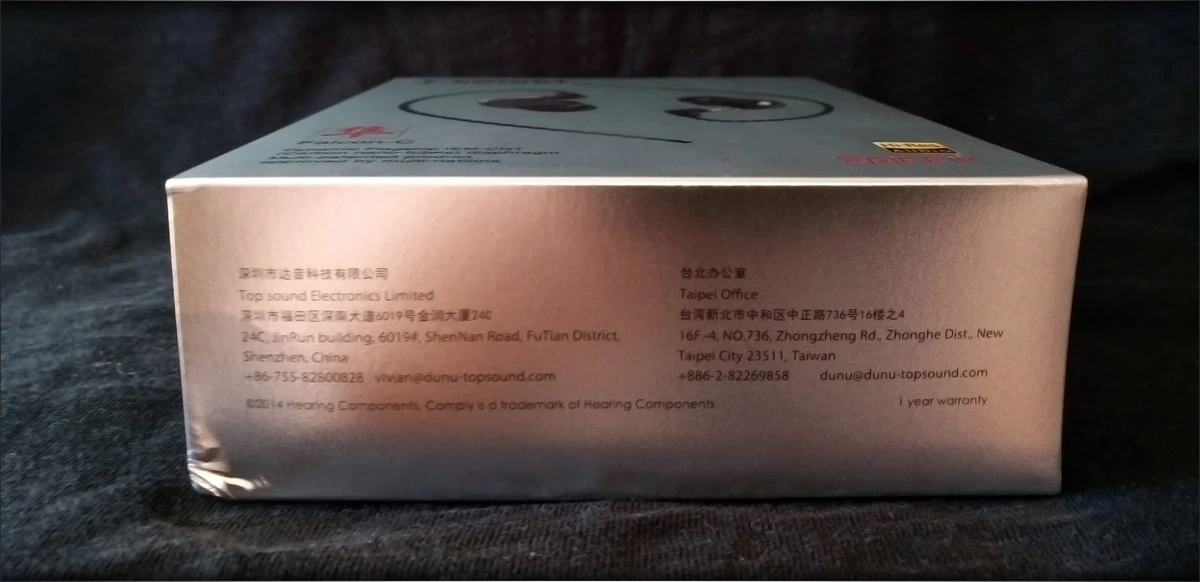 Falcon-C
Hi-Res
AUDIO
深圳市达音科技有限公司
Top sound Electronics Limited
深圳市福田区深南大道6019号金润大厦24C
24C, JinRun building, 6019#, ShenNan Road, FuTian District,
Shenzhen, China
+86-755-82800828 vivian@dunu-topsound.com
台北办公室
Taipei Office
台湾新北市中和区中正路736号16楼之4
16F.-4, NO.736, Zhongzheng Rd., Zhonghe Dist., New
Taipei City 23511, Taiwan
+886-2-82269858 dunu@dunu-topsound.com
©2014 Hearing Components, Comply is a trademark of Hearing Components
1 year warranty